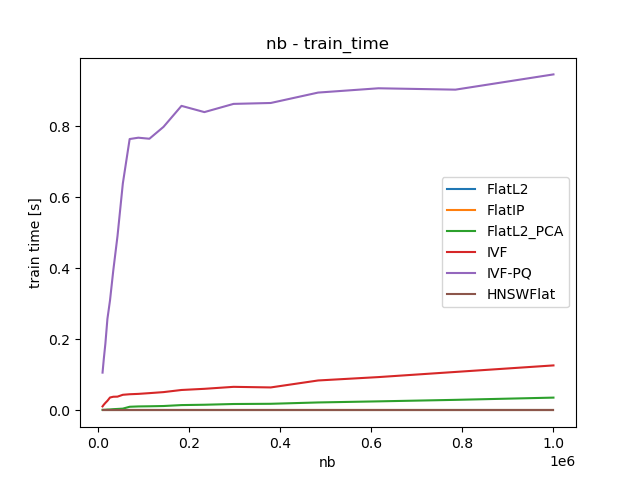 nb - train_time
train time [s]
0.8
0.6
0.4
0.2
0.0
FlatL2
FlatIP
FlatL2_PCA
IVF
IVF-PQ
HNSWFlat
0.0 0.2 0.4 0.6 0.8 1.0
1e6
nb